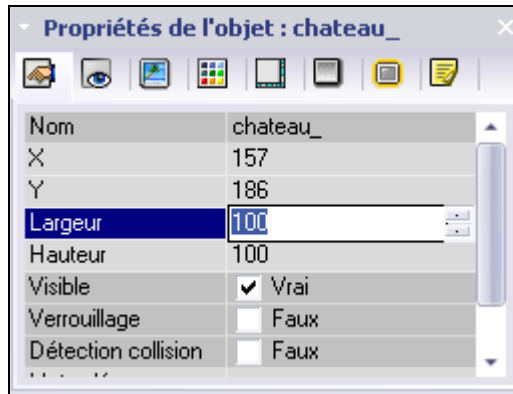 Propriétés de l'objet : chateau_
Nom chateau_
X 157
Y 186
Largeur 100
Hauteur 100
Visible Vrai
Verrouillage Faux
Détection collision Faux